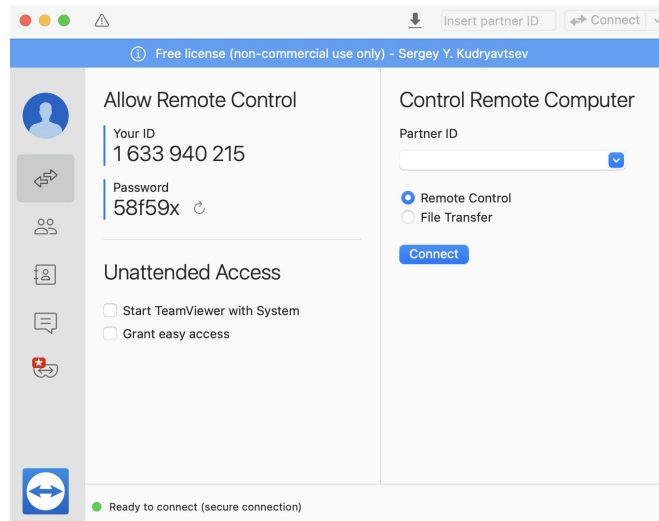 Insert partner ID
Connect
Free license (non-commercial use only) - Sergey Y. Kudryavtsev
Allow Remote Control
Your ID
1 633 940 215
Password
58f59x
Unattended Access
Start TeamViewer with System
Grant easy access
Control Remote Computer
Partner ID
Remote Control
File Transfer
Connect
Ready to connect (secure connection)